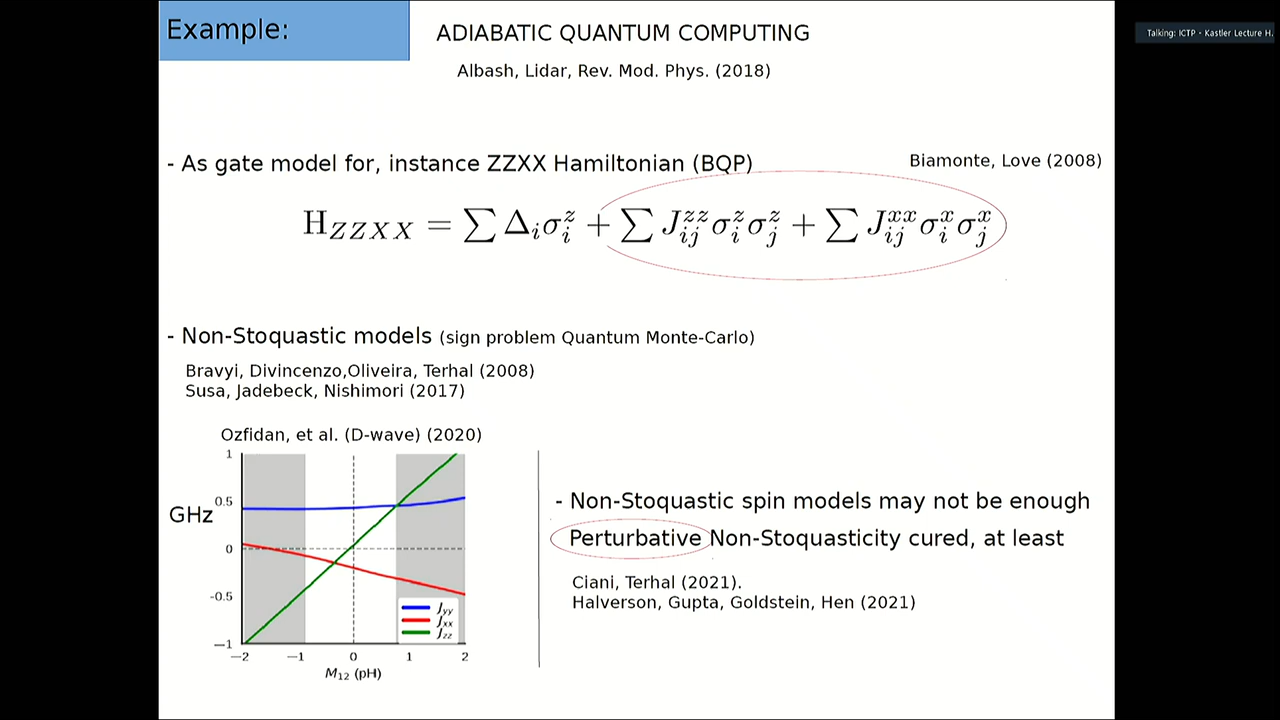 Example:
ADIABATIC QUANTUM COMPUTING
Talking: ICTP - Kastler Lecture H.
Albash, Lidar, Rev. Mod. Phys. (2018)
- As gate model for, instance ZZXX Hamiltonian (BQP)
Biamonte, Love (2008)
H_{ZZXX} = ∑ Δ_i σ_i^z + ∑ J_{ij}^{zz} σ_i^z σ_j^z + ∑ J_{ij}^{xx} σ_i^x σ_j^x
- Non-Stoquastic models (sign problem Quantum Monte-Carlo)
Bravyi, Divincenzo,Oliveira, Terhal (2008)
Susa, Jadebeck, Nishimori (2017)
Ozfidan, et al. (D-wave) (2020)
1
0.5
GHz
0
-0.5
−1
J_{yy}
J_{xx}
J_{zz}
−2 −1 0 1 2
M_{12} (pH)
- Non-Stoquastic spin models may not be enough
Perturbative Non-Stoquasticity cured, at least
Ciani, Terhal (2021).
Halverson, Gupta, Goldstein, Hen (2021)